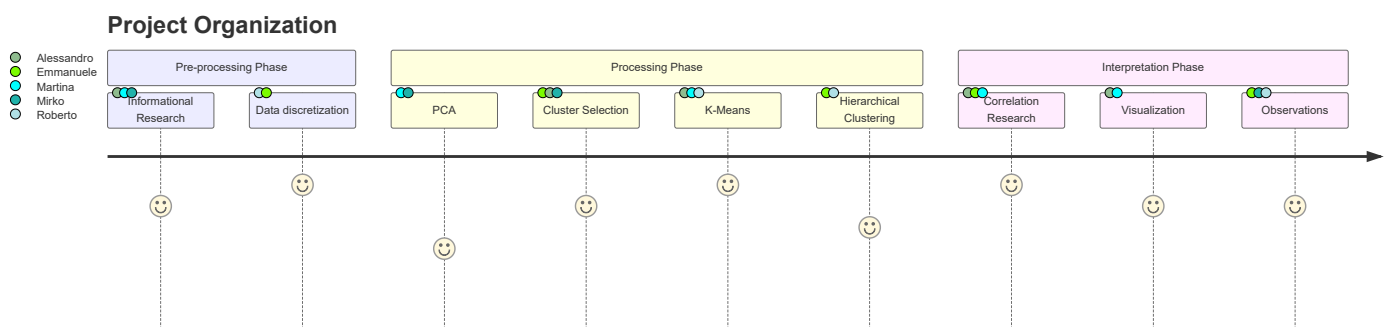 Project Organization
Alessandro
Emmanuele
Martina
Mirko
Roberto
Pre-processing Phase
Processing Phase
Interpretation Phase
Informational
Research
Data discretization
PCA
Cluster Selection
K-Means
Hierarchical
Clustering
Correlation
Research
Visualization
Observations